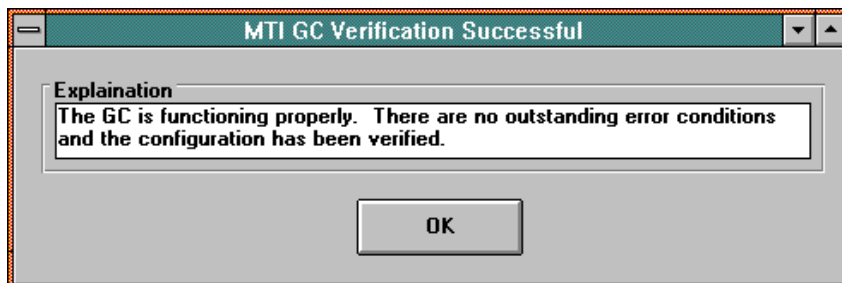 MTI GC Verification Successful
Explaination
The GC is functioning properly.  There are no outstanding error conditions
and the configuration has been verified.
OK